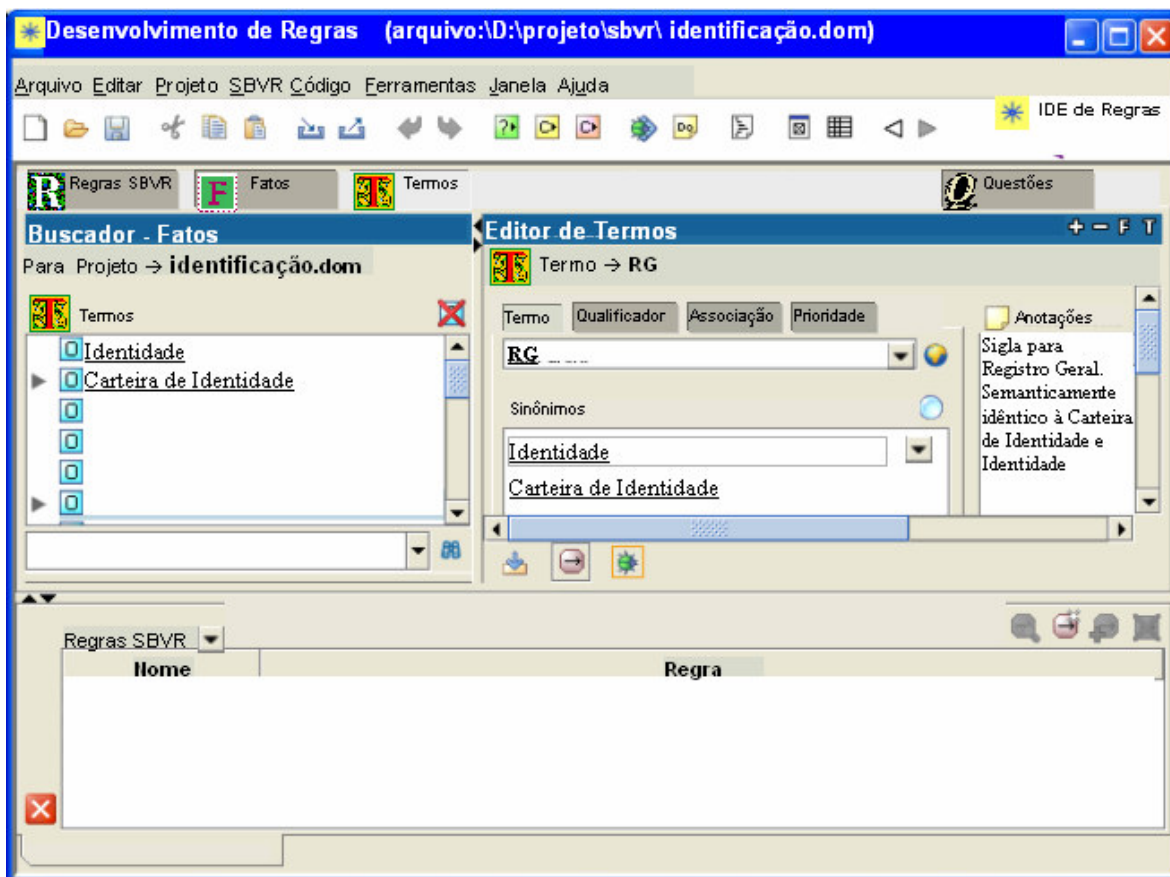 Desenvolvimento de Regras (arquivo:\D:\projeto\sbvr\ identificação.dom)
Arquivo Editar Projeto SBVR Código Ferramentas Janela Ajuda
IDE de Regras
Regras SBVR Fatos Termos Questões
Buscador - Fatos
Para Projeto → identificação.dom
Termos
Identidade
Carteira de Identidade
Editor de Termos
Termo → RG
Termo Qualificador Associação Prioridade
RG
Sinônimos
Identidade
Carteira de Identidade
Anotações
Sigla para
Registro Geral.
Semanticamente
idêntico à Carteira
de Identidade e
Identidade
Regras SBVR
Nome Regra